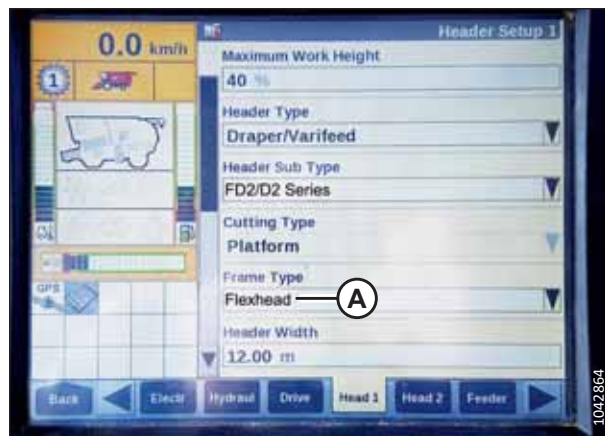 0.0 km/h
Header Setup 1
Maximum Work Height
40 %
1
Header Type
Draper/Varifeed
Header Sub Type
FD2/D2 Series
Cutting Type
Platform
Frame Type
GPS
Flexhead
A
Header Width
12.00 m
Back
Electr
Hydraul
Drive
Head 1
Head 2
Feeder
1042864